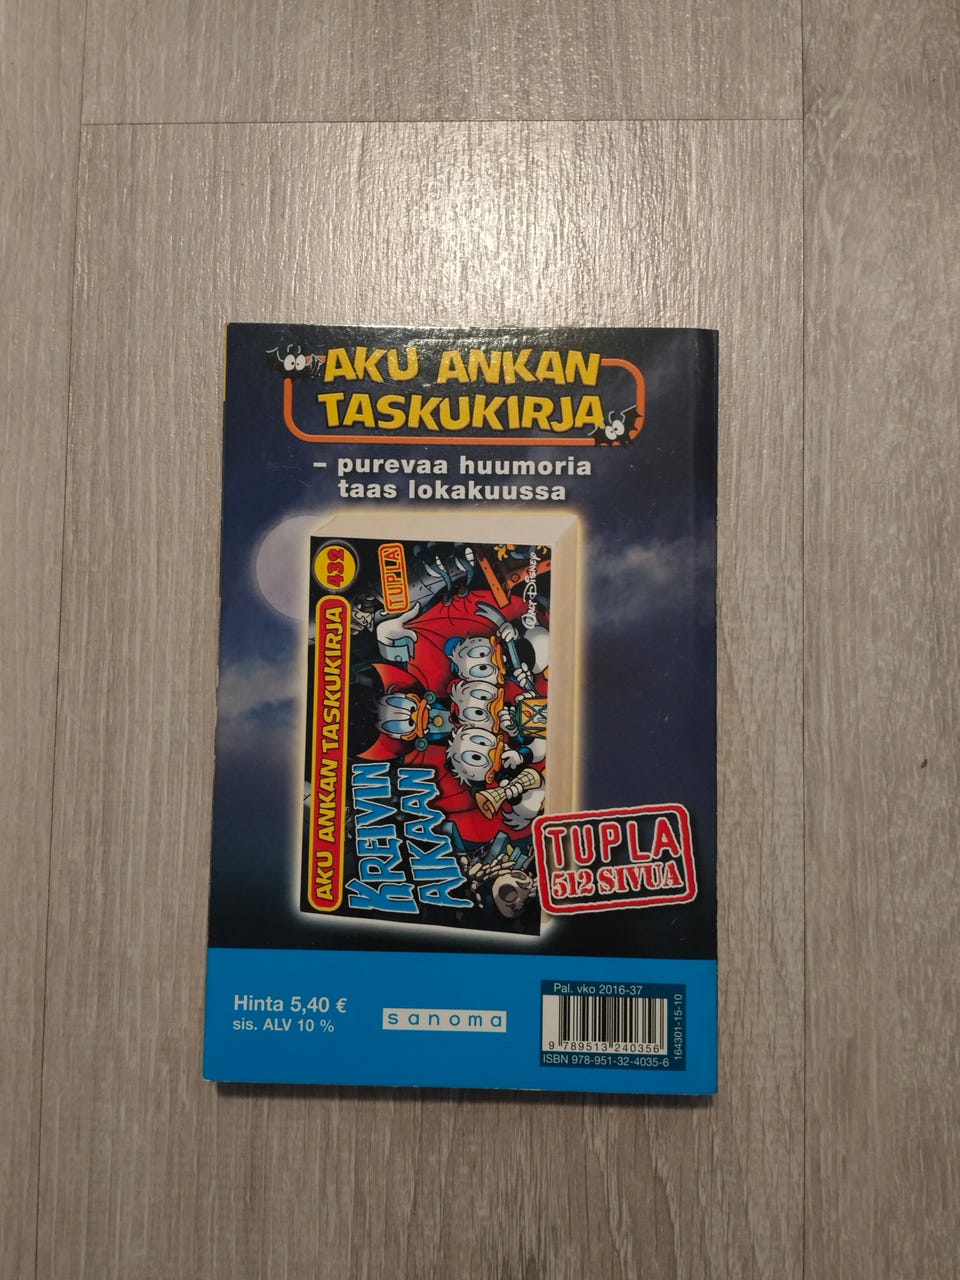 AKU ANKAN
TASKUKIRJA
– purevaa huumoria
taas lokakuussa
AKU ANKAN TASKUKIRJA
432
TUPLA
Walt Disney
KREIVIN
AIKAAN
TUPLA
512 SIVUA
Hinta 5,40 €
sis. ALV 10 %
sanoma
Pal. vko 2016-37
9 789513 240356
ISBN 978-951-32-4035-6
164301-15-10